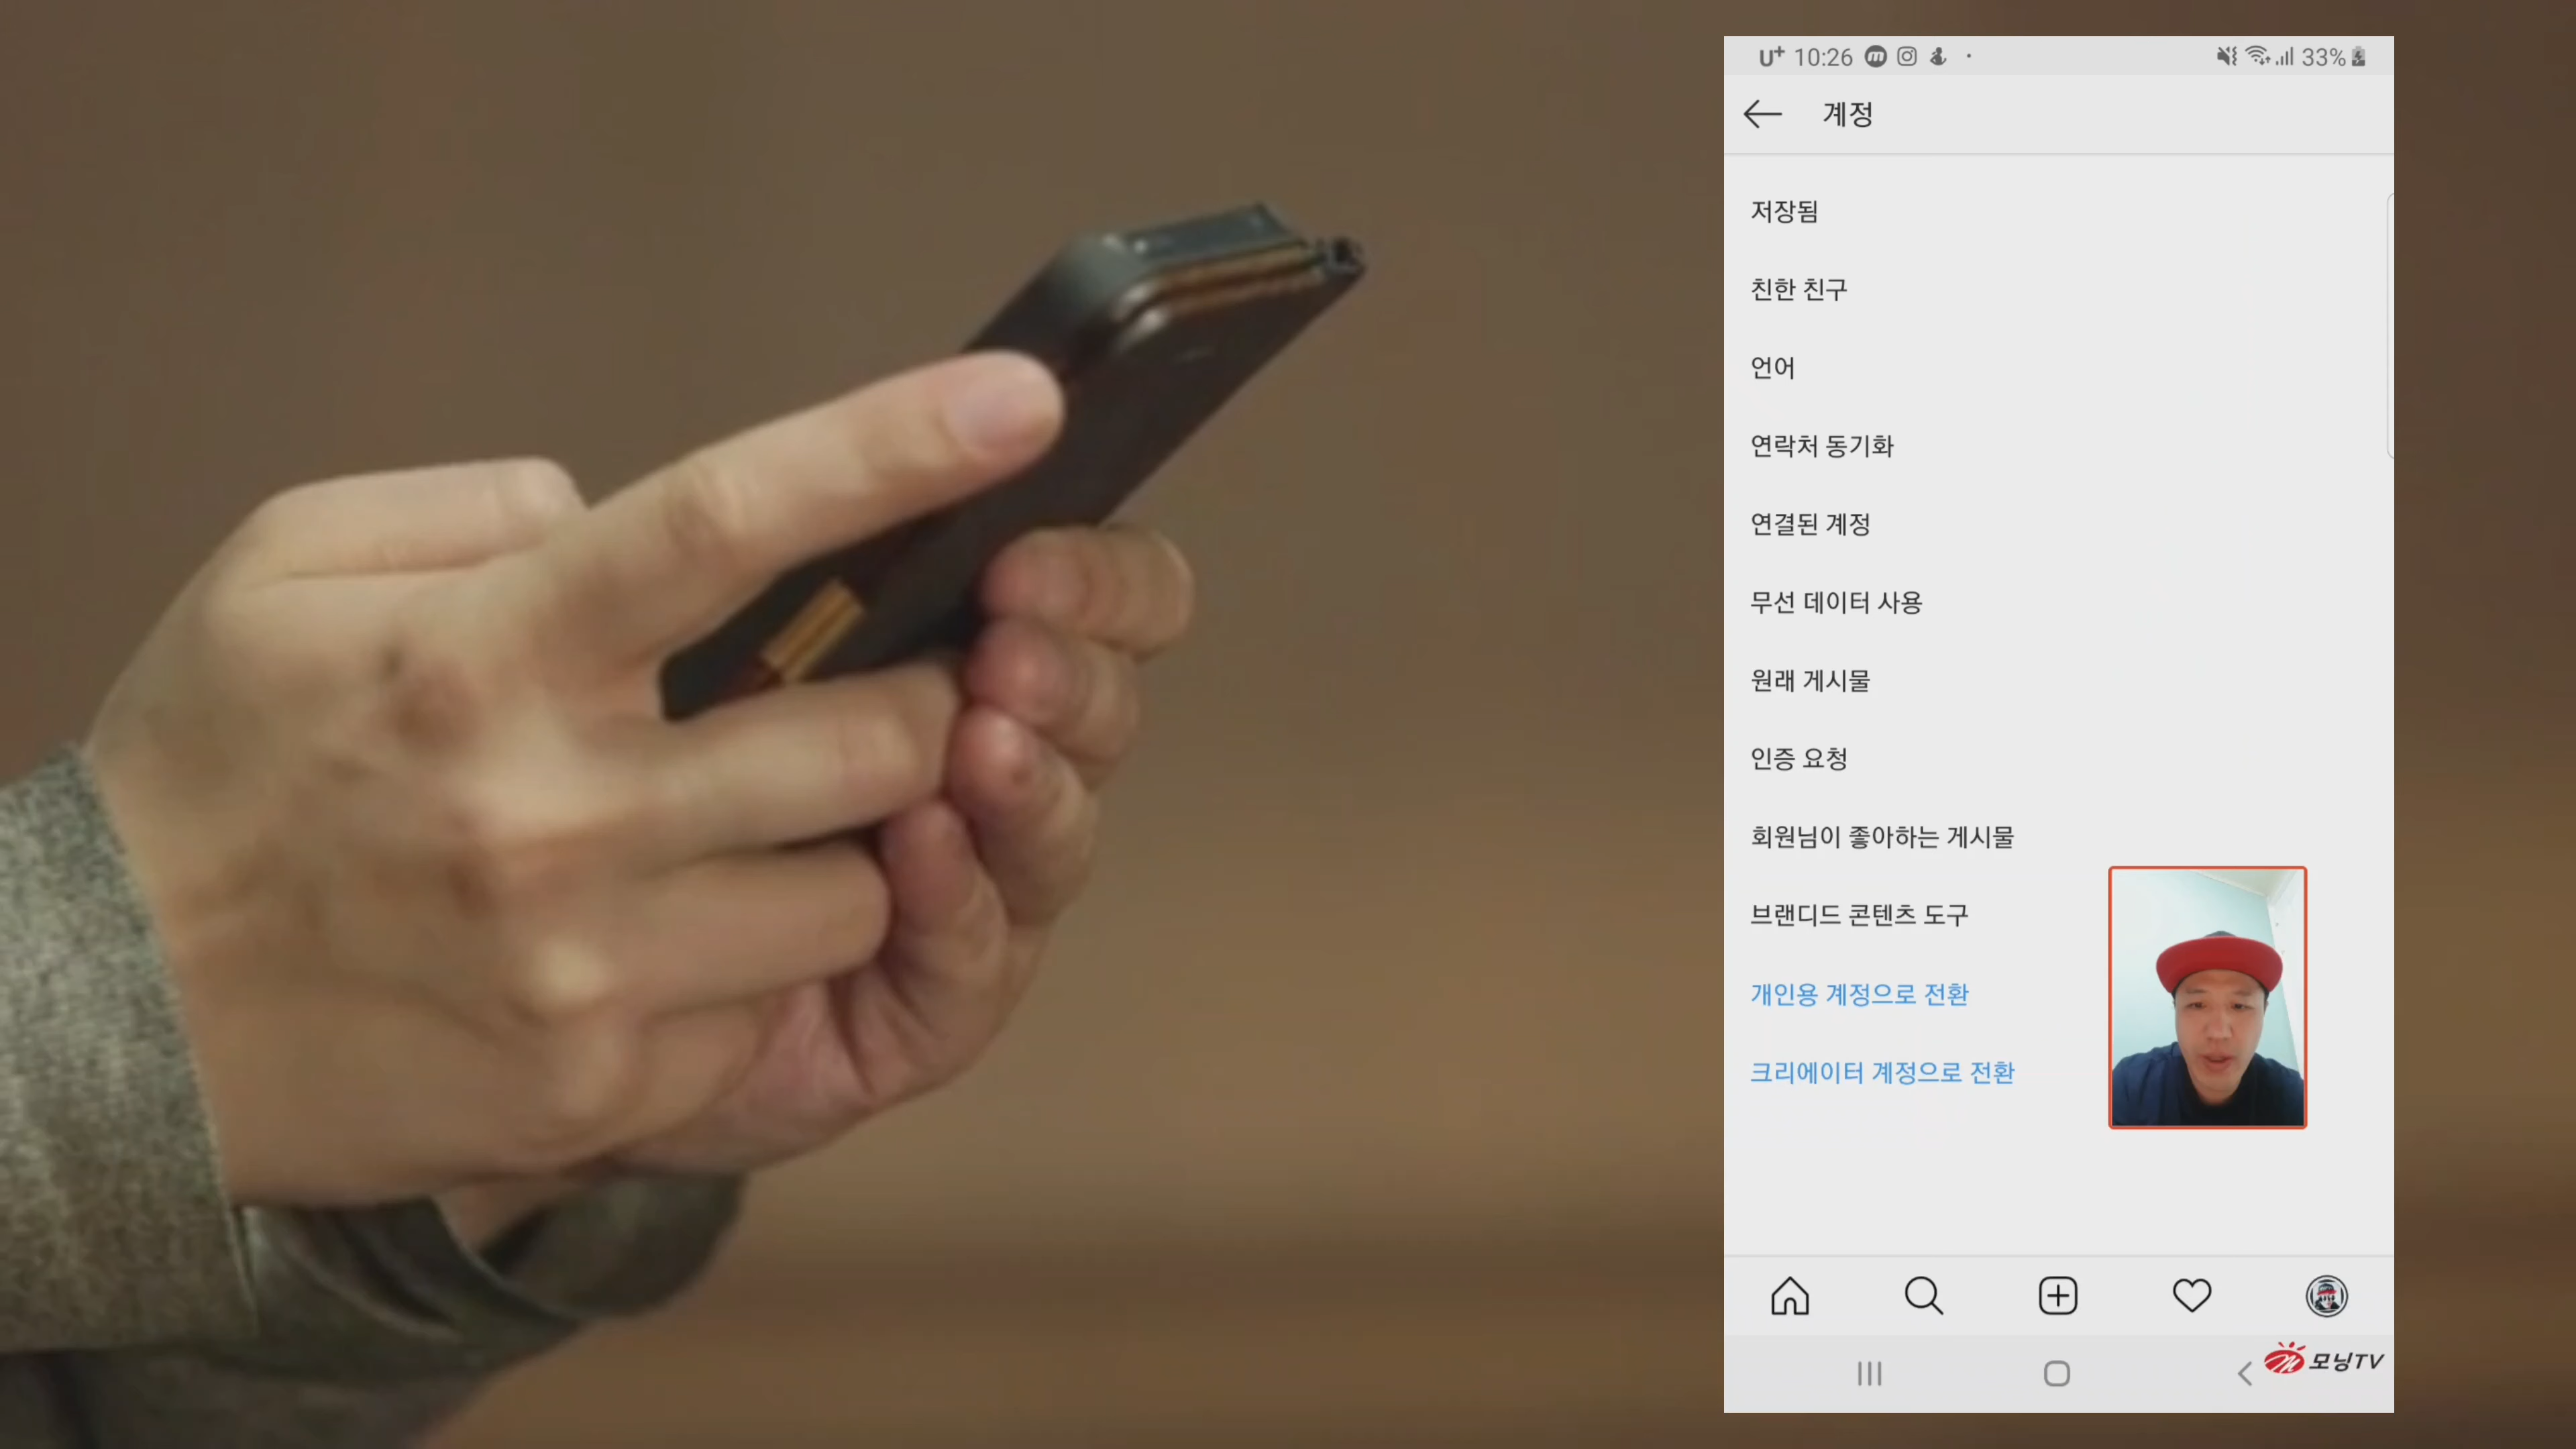 U+ 10:26
33%
계정
저장됨
친한 친구
언어
연락처 동기화
연결된 계정
무선 데이터 사용
원래 게시물
인증 요청
회원님이 좋아하는 게시물
브랜디드 콘텐츠 도구
개인용 계정으로 전환
크리에이터 계정으로 전환
모닝TV